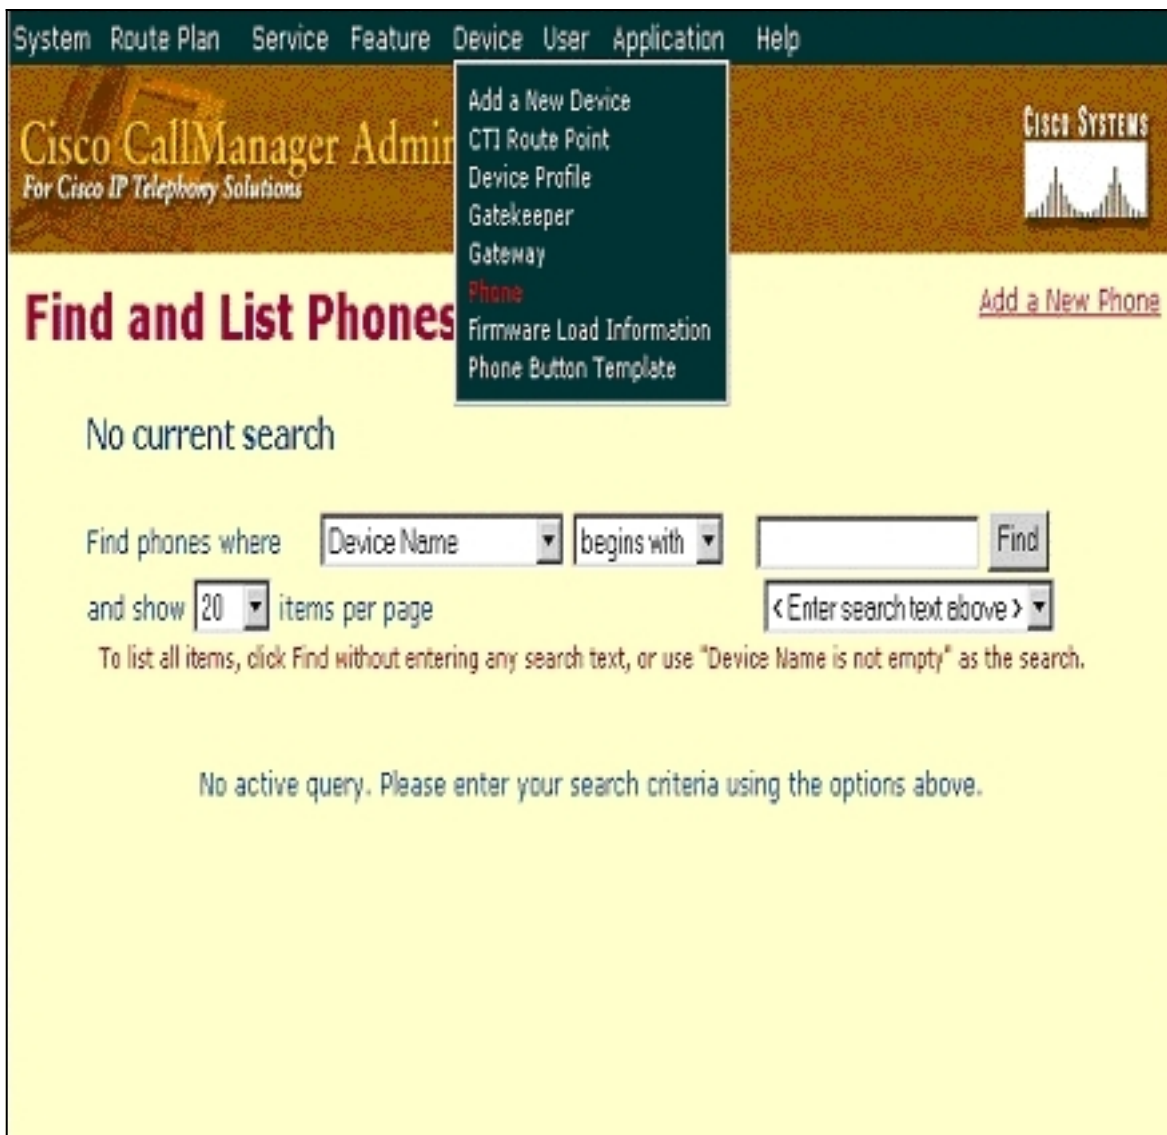 System Route Plan Service Feature Device User Application Help
Add a New Device
CTI Route Point
Device Profile
Gatekeeper
Gateway
Phone
Firmware Load Information
Phone Button Template
Cisco CallManager Admin
For Cisco IP Telephony Solutions
CISCO SYSTEMS
Find and List Phones
Add a New Phone
No current search
Find phones where Device Name begins with Find
and show 20 items per page < Enter search text above >
To list all items, click Find without entering any search text, or use "Device Name is not empty" as the search.
No active query. Please enter your search criteria using the options above.